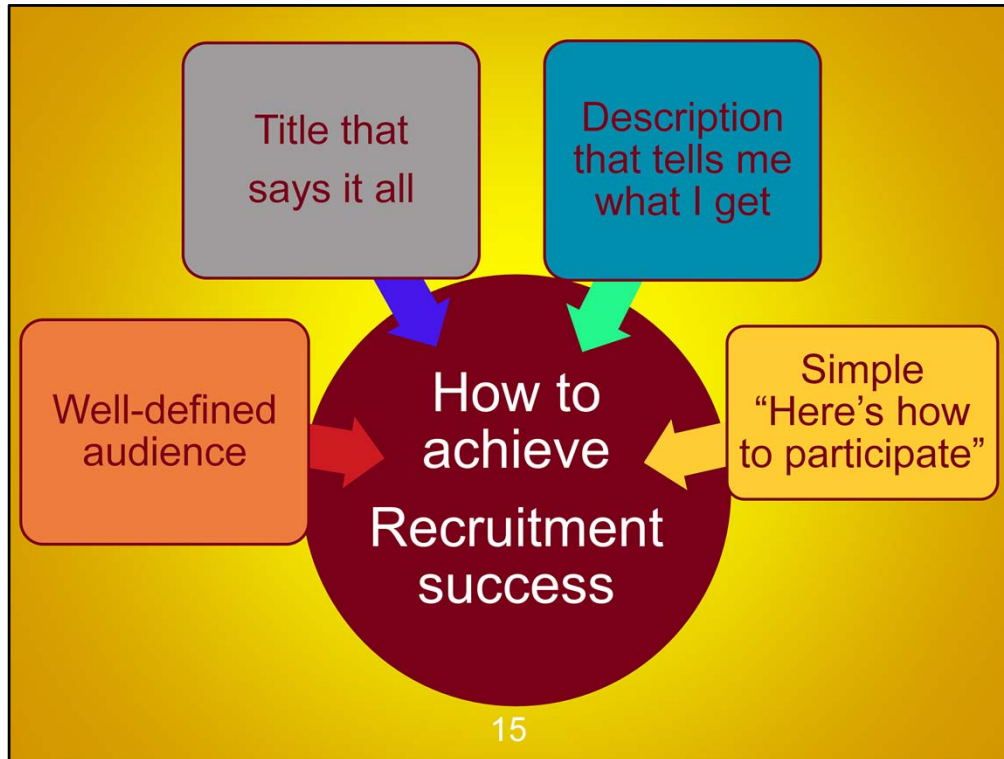 Title that
says it all
Description
that tells me
what I get
Well-defined
audience
Simple
“Here’s how
to participate”
How to
achieve
Recruitment
success
15